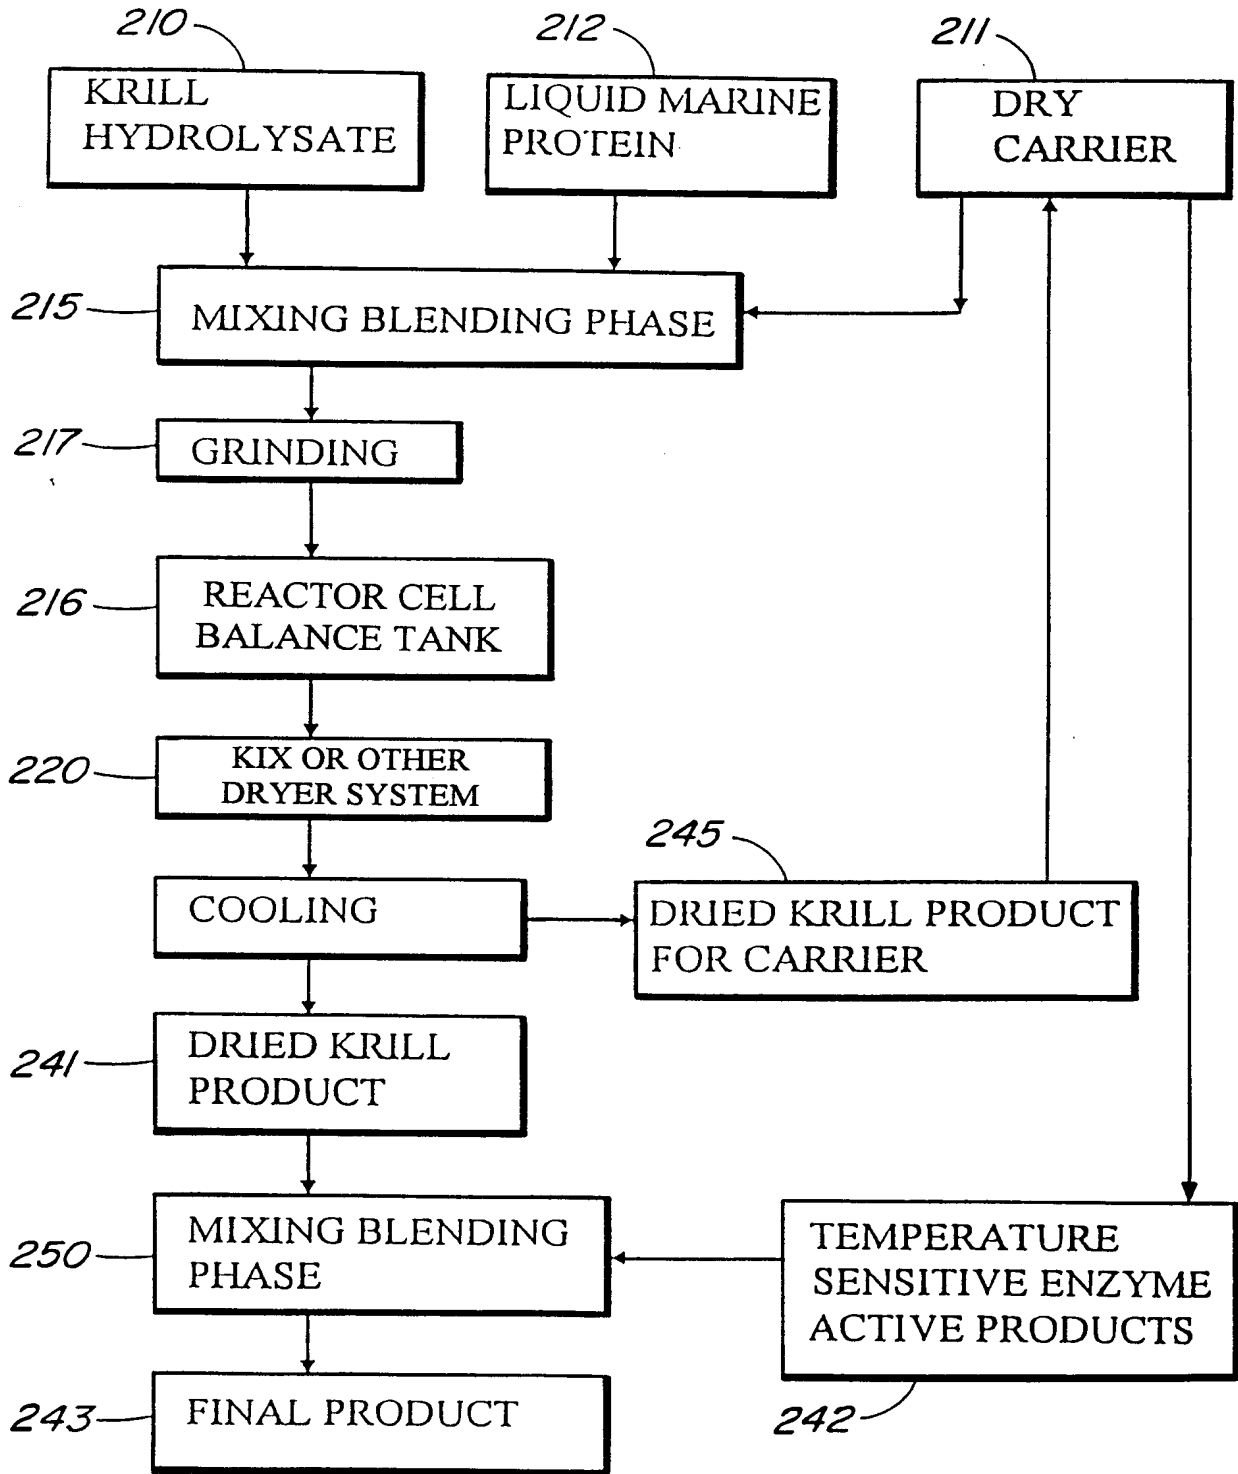 210
212
211
KRILL
HYDROLYSATE
LIQUID MARINE
PROTEIN
DRY
CARRIER
215
MIXING BLENDING PHASE
217
GRINDING
216
REACTOR CELL
BALANCE TANK
220
KIX OR OTHER
DRYER SYSTEM
245
COOLING
DRIED KRILL PRODUCT
FOR CARRIER
241
DRIED KRILL
PRODUCT
250
MIXING BLENDING
PHASE
TEMPERATURE
SENSITIVE ENZYME
ACTIVE PRODUCTS
243
FINAL PRODUCT
242